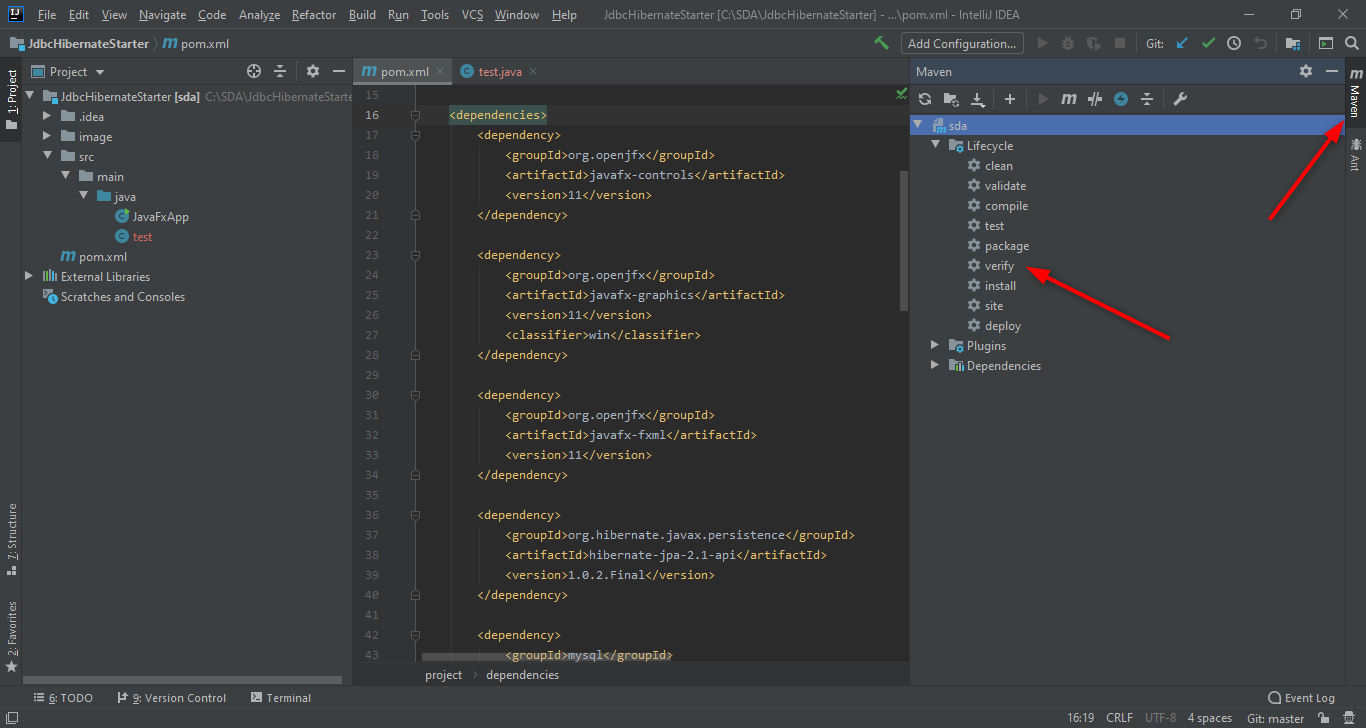 File Edit View Navigate Code Analyze Refactor Build Run Tools VCS Window Help JdbcHibernateStarter [C:\SDA\JdbcHibernateStarter] - ...\pom.xml - IntelliJ IDEA
JdbcHibernateStarter pom.xml Add Configuration... Git:
1: Project
7: Structure
2: Favorites
Project
JdbcHibernateStarter [sda] C:\SDA\JdbcHibernateStarte
.idea
image
src
main
java
JavaFxApp
test
pom.xml
External Libraries
Scratches and Consoles
pom.xml test.java
15
16 <dependencies>
17 <dependency>
18 <groupId>org.openjfx</groupId>
19 <artifactId>javafx-controls</artifactId>
20 <version>11</version>
21 </dependency>
22
23 <dependency>
24 <groupId>org.openjfx</groupId>
25 <artifactId>javafx-graphics</artifactId>
26 <version>11</version>
27 <classifier>win</classifier>
28 </dependency>
29
30 <dependency>
31 <groupId>org.openjfx</groupId>
32 <artifactId>javafx-fxml</artifactId>
33 <version>11</version>
34 </dependency>
35
36 <dependency>
37 <groupId>org.hibernate.javax.persistence</groupId>
38 <artifactId>hibernate-jpa-2.1-api</artifactId>
39 <version>1.0.2.Final</version>
40 </dependency>
41
42 <dependency>
43 <groupId>mysql</groupId>
project dependencies
Maven
sda
Lifecycle
clean
validate
compile
test
package
verify
install
site
deploy
Plugins
Dependencies
Maven
Ant
6: TODO 9: Version Control Terminal Event Log
16:19 CRLF UTF-8 4 spaces Git: master